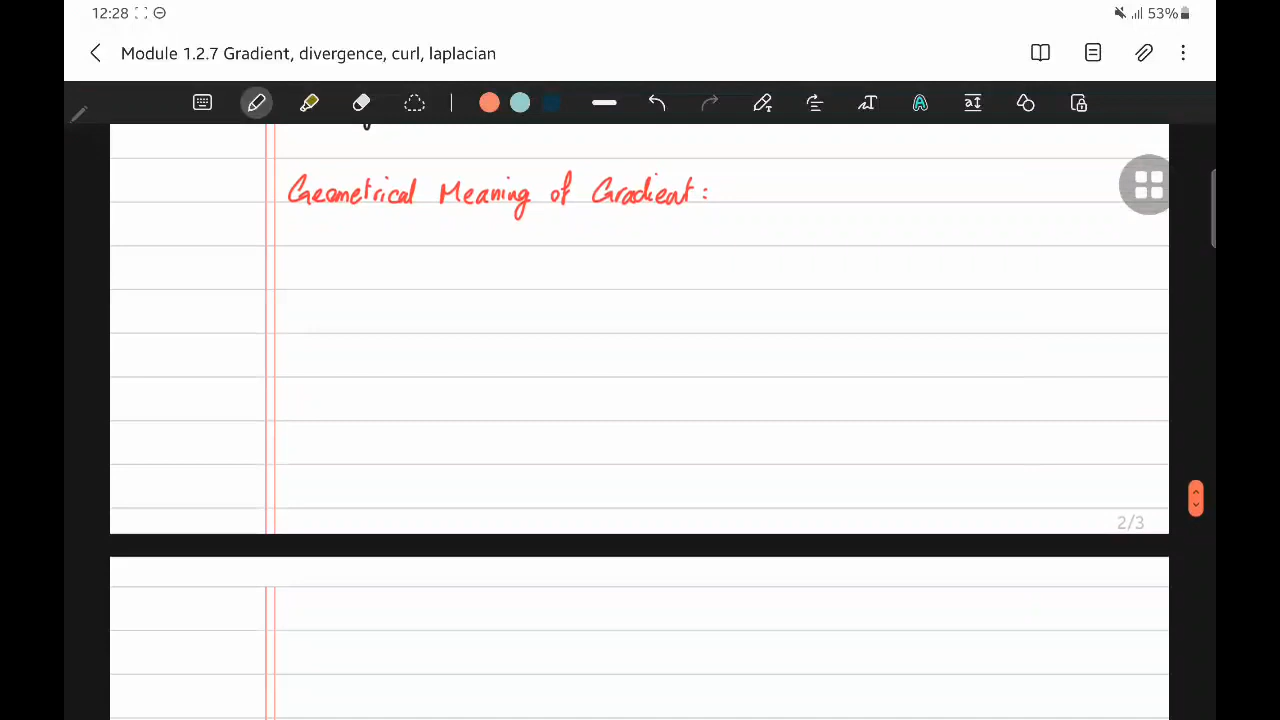 12:28
53%
Module 1.2.7 Gradient, divergence, curl, laplacian
Geometrical Meaning of Gradient:
2/3